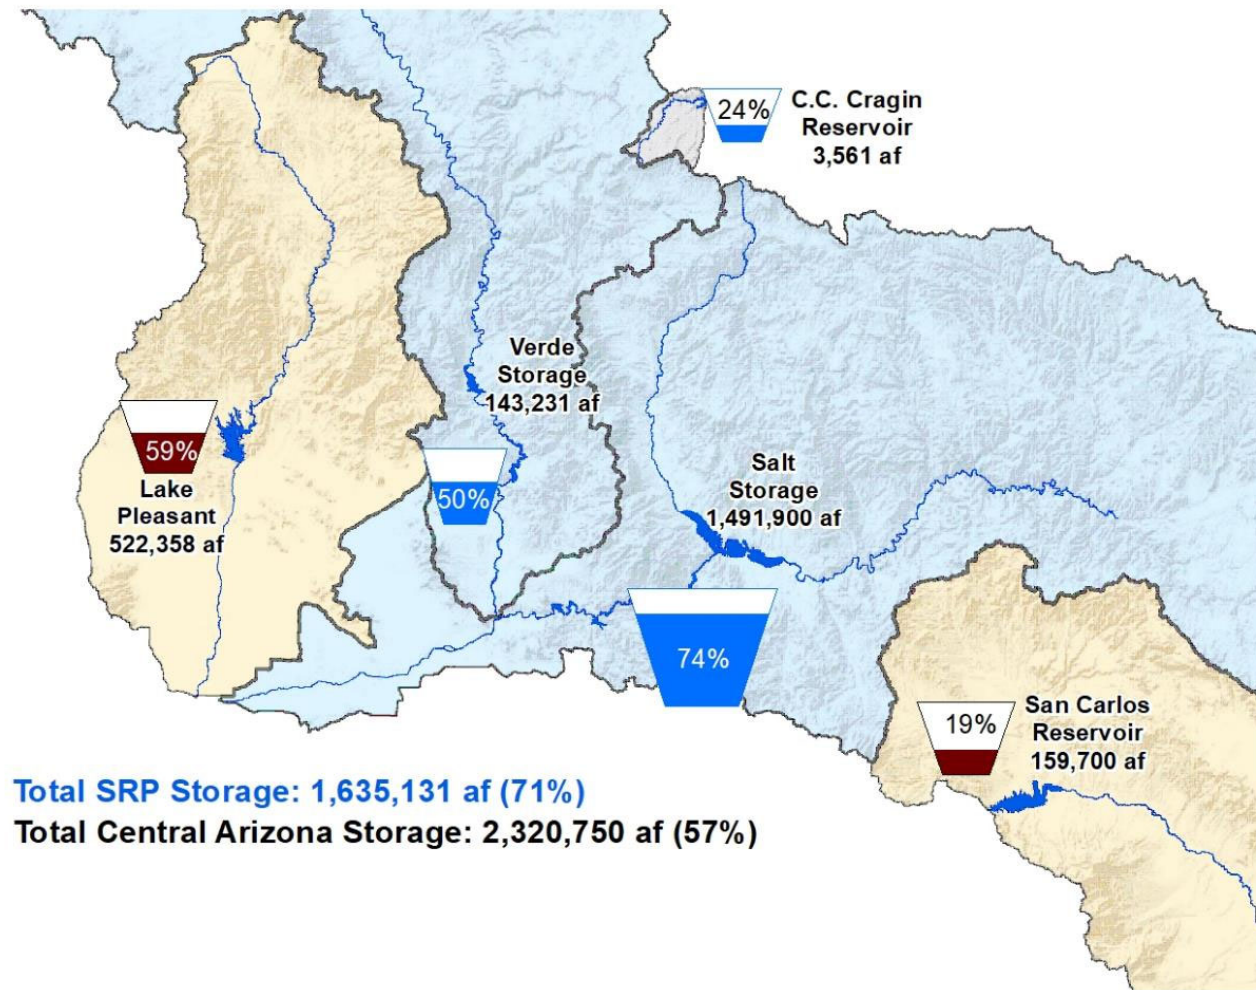 24%
C.C. Cragin
Reservoir
3,561 af
Verde
Storage
143,231 af
59%
Lake
Pleasant
522,358 af
50%
Salt
Storage
1,491,900 af
74%
19%
San Carlos
Reservoir
159,700 af
Total SRP Storage: 1,635,131 af (71%)
Total Central Arizona Storage: 2,320,750 af (57%)